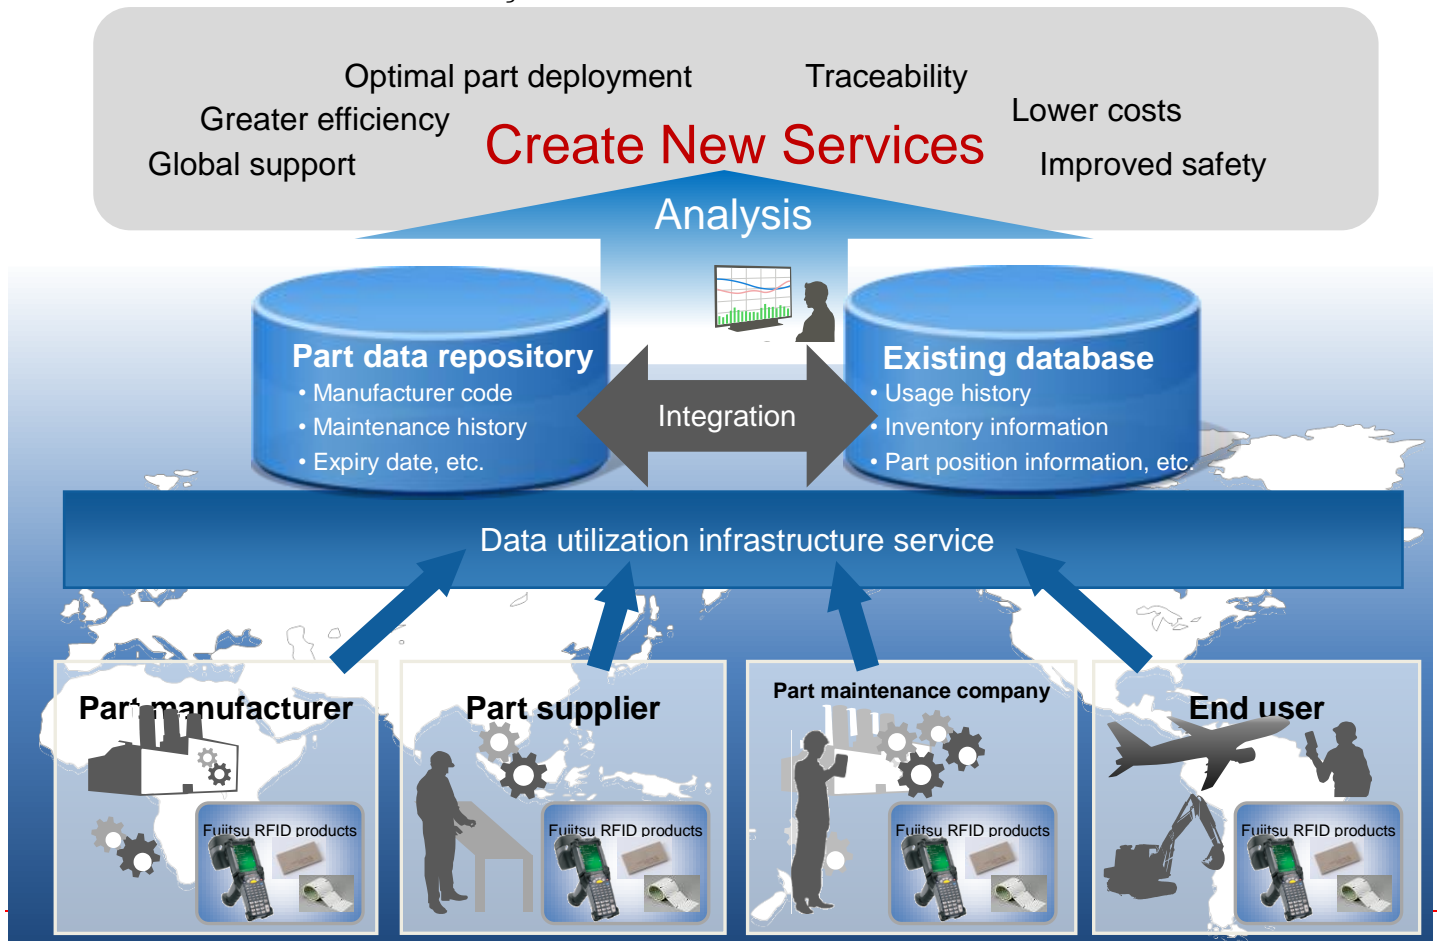 Optimal part deployment
Traceability
Greater efficiency
Lower costs
Create New Services
Global support
Improved safety
Analysis
Part data repository
• Manufacturer code
• Maintenance history
• Expiry date, etc.
Integration
Existing database
• Usage history
• Inventory information
• Part position information, etc.
Data utilization infrastructure service
Part manufacturer
Fujitsu RFID products
Part supplier
Fujitsu RFID products
Part maintenance company
Fujitsu RFID products
End user
Fujitsu RFID products